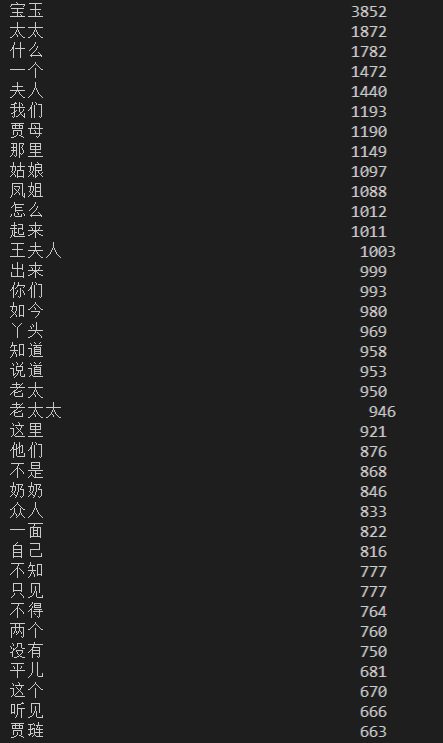 宝玉 3852
太太 1872
什么 1782
一个 1472
夫人 1440
我们 1193
贾母 1190
那里 1149
姑娘 1097
凤姐 1088
怎么 1012
起来 1011
王夫人 1003
出来 999
你们 993
如今 980
丫头 969
知道 958
说道 953
老太 950
老太太 946
这里 921
他们 876
不是 868
奶奶 846
众人 833
一面 822
自己 816
不知 777
只见 777
不得 764
两个 760
没有 750
平儿 681
这个 670
听见 666
贾琏 663